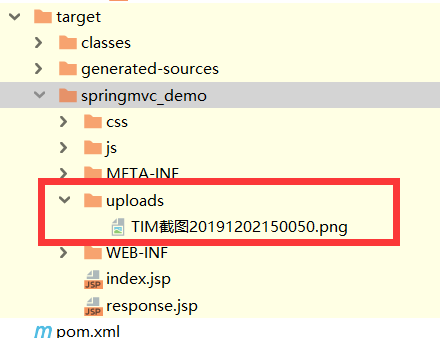 target
classes
generated-sources
springmvc_demo
css
js
META-INF
uploads
TIM截图20191202150050.png
WEB-INF
JSP index.jsp
JSP response.jsp
m pom.xml